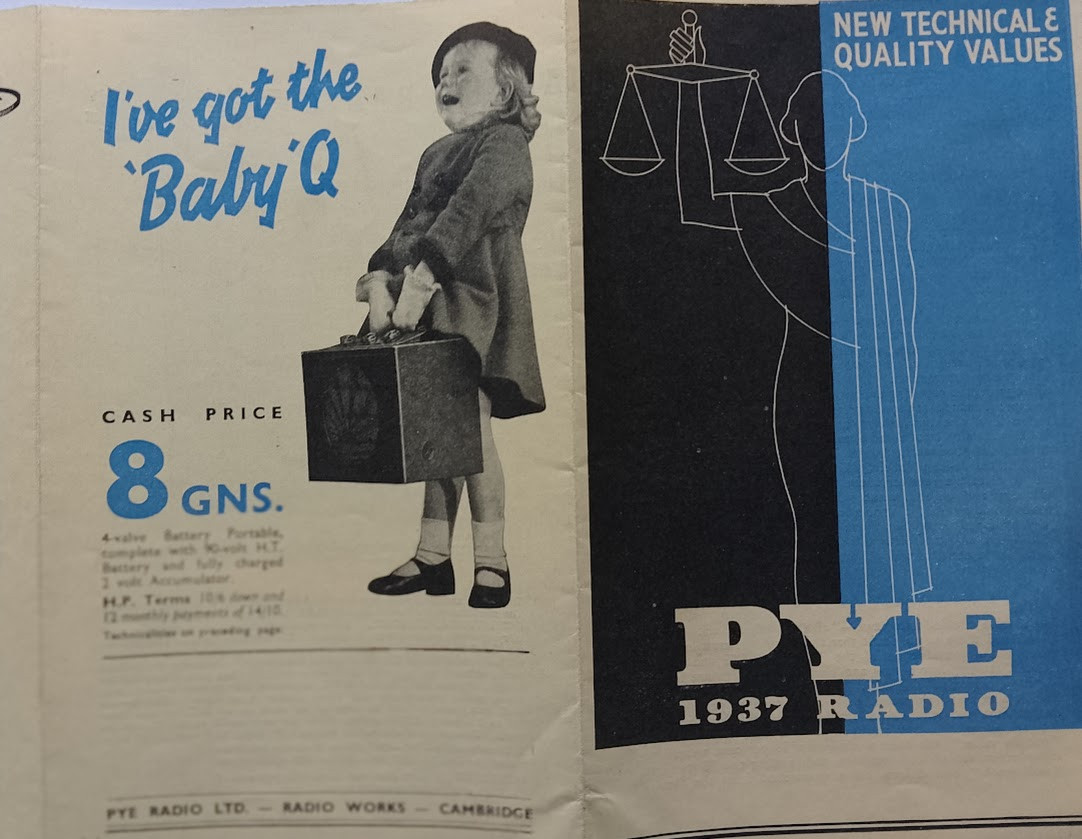 I've got the
'Baby' Q
CASH PRICE
8 GNS.
4-valve Battery Portable,
complete with 90-volt H.T.
Battery and fully charged
2 volt Accumulator.
H.P. Terms 10/6 down and
12 monthly payments of 14/10.
Technicalities on preceding page.
PYE RADIO LTD. — RADIO WORKS — CAMBRIDGE
NEW TECHNICAL &
QUALITY VALUES
PYE
1937 RADIO